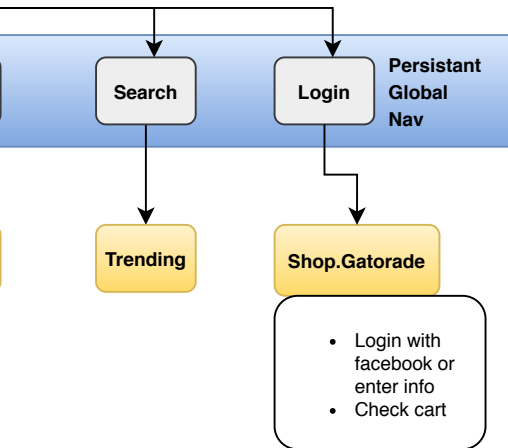 Search
Login
Persistant
Global
Nav
Trending
Shop.Gatorade
• Login with
facebook or
enter info
• Check cart